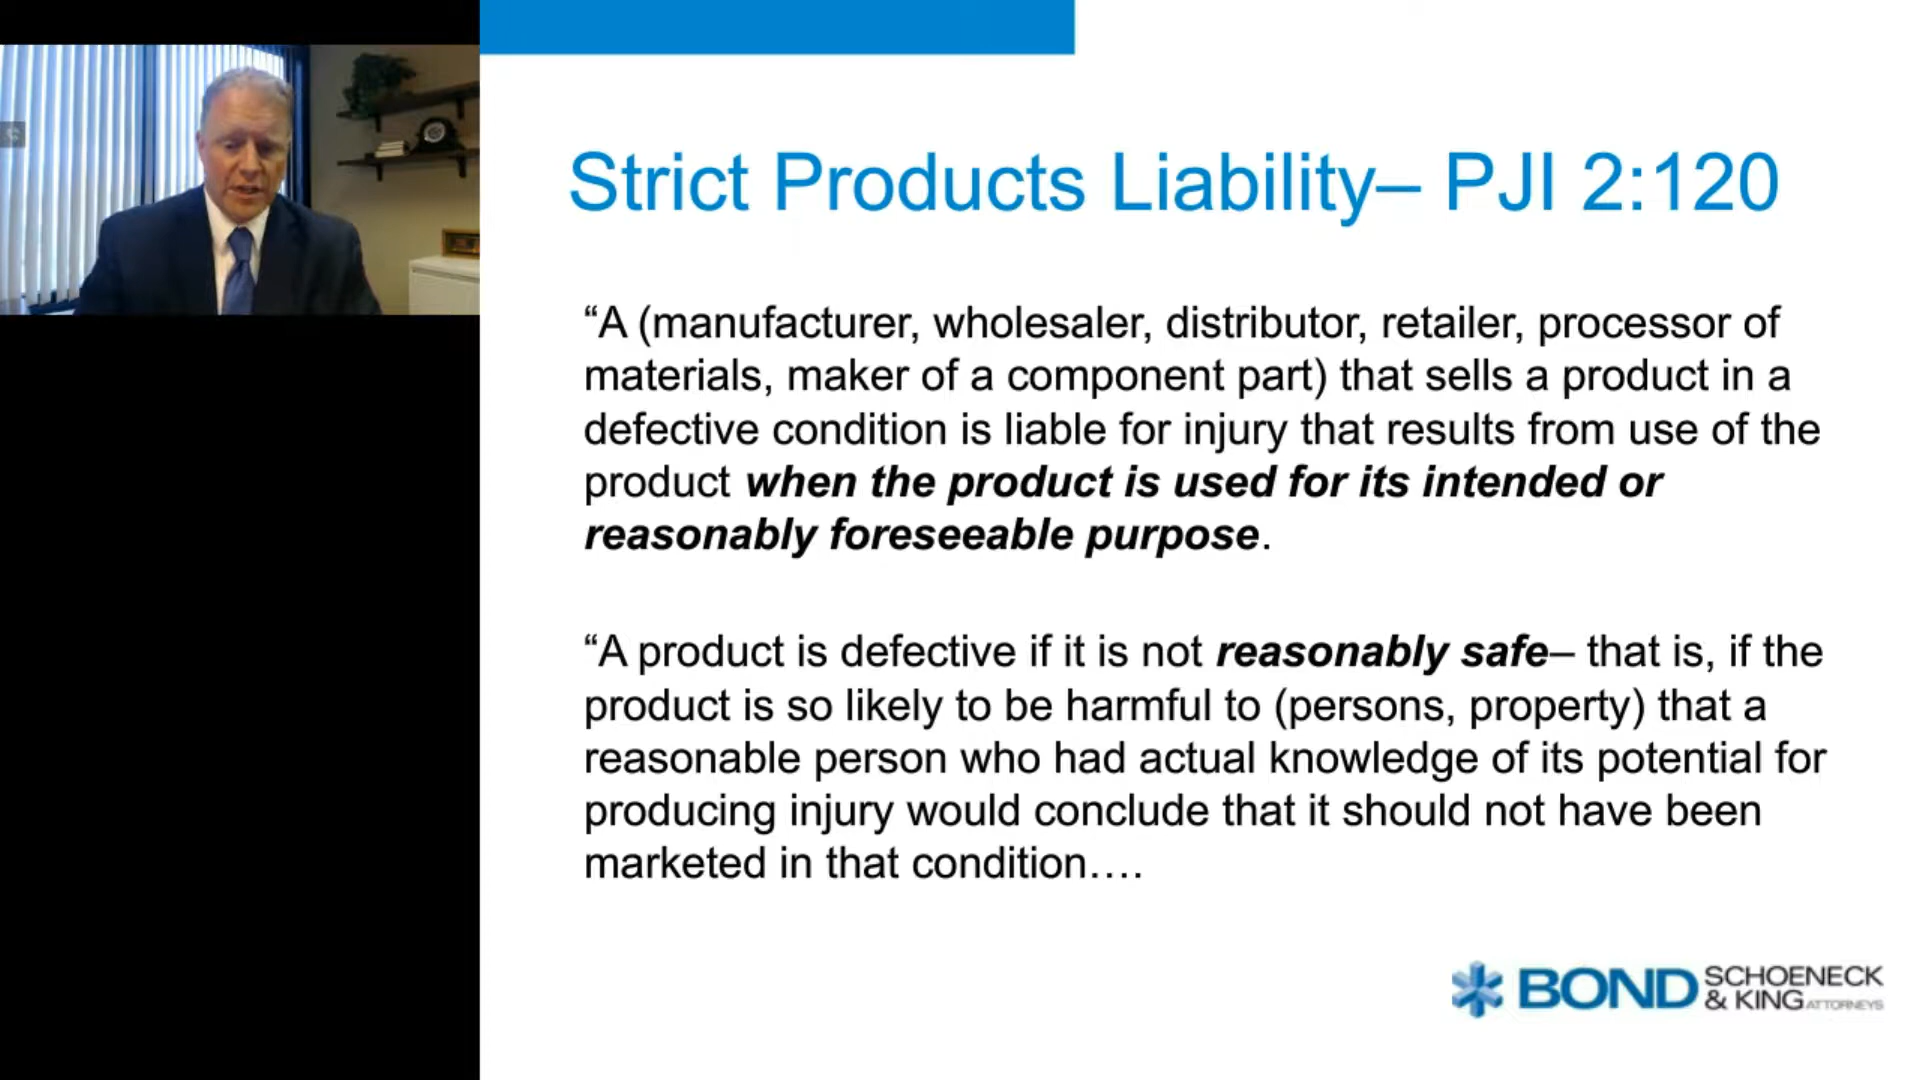 Strict Products Liability– PJI 2:120
“A (manufacturer, wholesaler, distributor, retailer, processor of
materials, maker of a component part) that sells a product in a
defective condition is liable for injury that results from use of the
product when the product is used for its intended or
reasonably foreseeable purpose.
“A product is defective if it is not reasonably safe– that is, if the
product is so likely to be harmful to (persons, property) that a
reasonable person who had actual knowledge of its potential for
producing injury would conclude that it should not have been
marketed in that condition….
BOND SCHOENECK
& KING ATTORNEYS